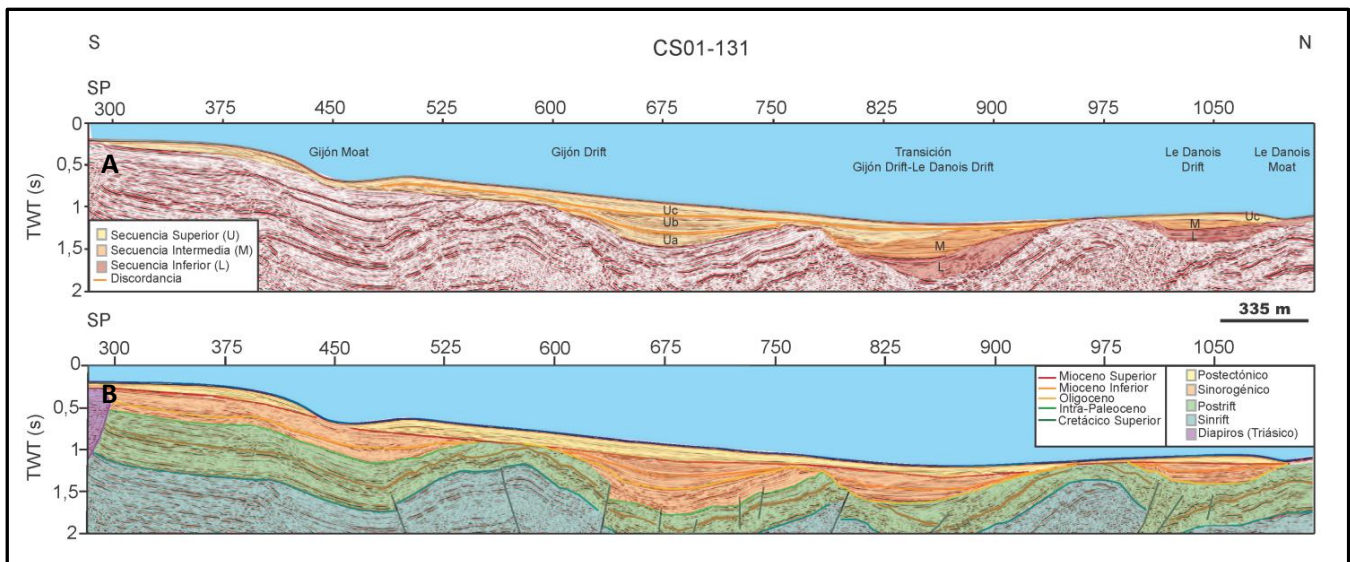 S CS01-131 N
SP
300 375 450 525 600 675 750 825 900 975 1050
0
0,5
1
1,5
2
TWT (s)
A
Gijón Moat
Gijón Drift
Transición
Gijón Drift-Le Danois Drift
Le Danois
Drift
Le Danois
Moat
Uc
Ub
Ua
M
L
M
L
Uc
Secuencia Superior (U)
Secuencia Intermedia (M)
Secuencia Inferior (L)
Discordancia
335 m
SP
300 375 450 525 600 675 750 825 900 975 1050
0
0,5
1
1,5
2
TWT (s)
B
Mioceno Superior
Mioceno Inferior
Oligoceno
Intra-Paleoceno
Cretácico Superior
Postectónico
Sinorogénico
Postrift
Sinrift
Diapiros (Triásico)